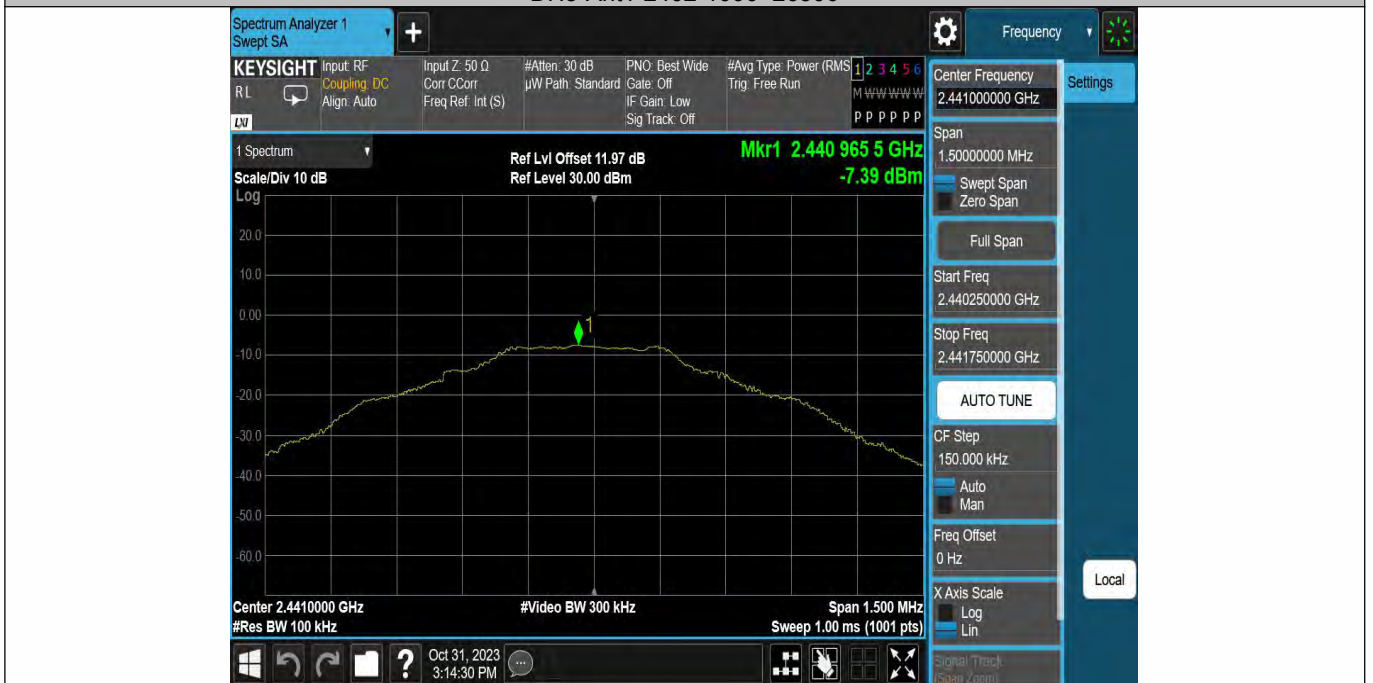 Spectrum Analyzer 1
Swept SA
+
Frequency
KEYSIGHT
RL
LXI
Input: RF
Coupling: DC
Align: Auto
Input Z: 50 Ω
Corr CCorr
Freq Ref: Int (S)
#Atten: 30 dB
µW Path: Standard
PNO: Best Wide
Gate: Off
IF Gain: Low
Sig Track: Off
#Avg Type: Power (RMS
Trig: Free Run
1 2 3 4 5 6
M W W W W W
P P P P P P
1 Spectrum
Scale/Div 10 dB
Ref Lvl Offset 11.97 dB
Ref Level 30.00 dBm
Mkr1 2.440 965 5 GHz
-7.39 dBm
Log
20.0
10.0
0.00
-10.0
-20.0
-30.0
-40.0
-50.0
-60.0
1
Center 2.4410000 GHz
#Res BW 100 kHz
#Video BW 300 kHz
Span 1.500 MHz
Sweep 1.00 ms (1001 pts)
Center Frequency
2.441000000 GHz
Settings
Span
1.50000000 MHz
Swept Span
Zero Span
Full Span
Start Freq
2.440250000 GHz
Stop Freq
2.441750000 GHz
AUTO TUNE
CF Step
150.000 kHz
Auto
Man
Freq Offset
0 Hz
X Axis Scale
Log
Lin
Signal Track
(Span Zoom)
Local
?
Oct 31, 2023
3:14:30 PM